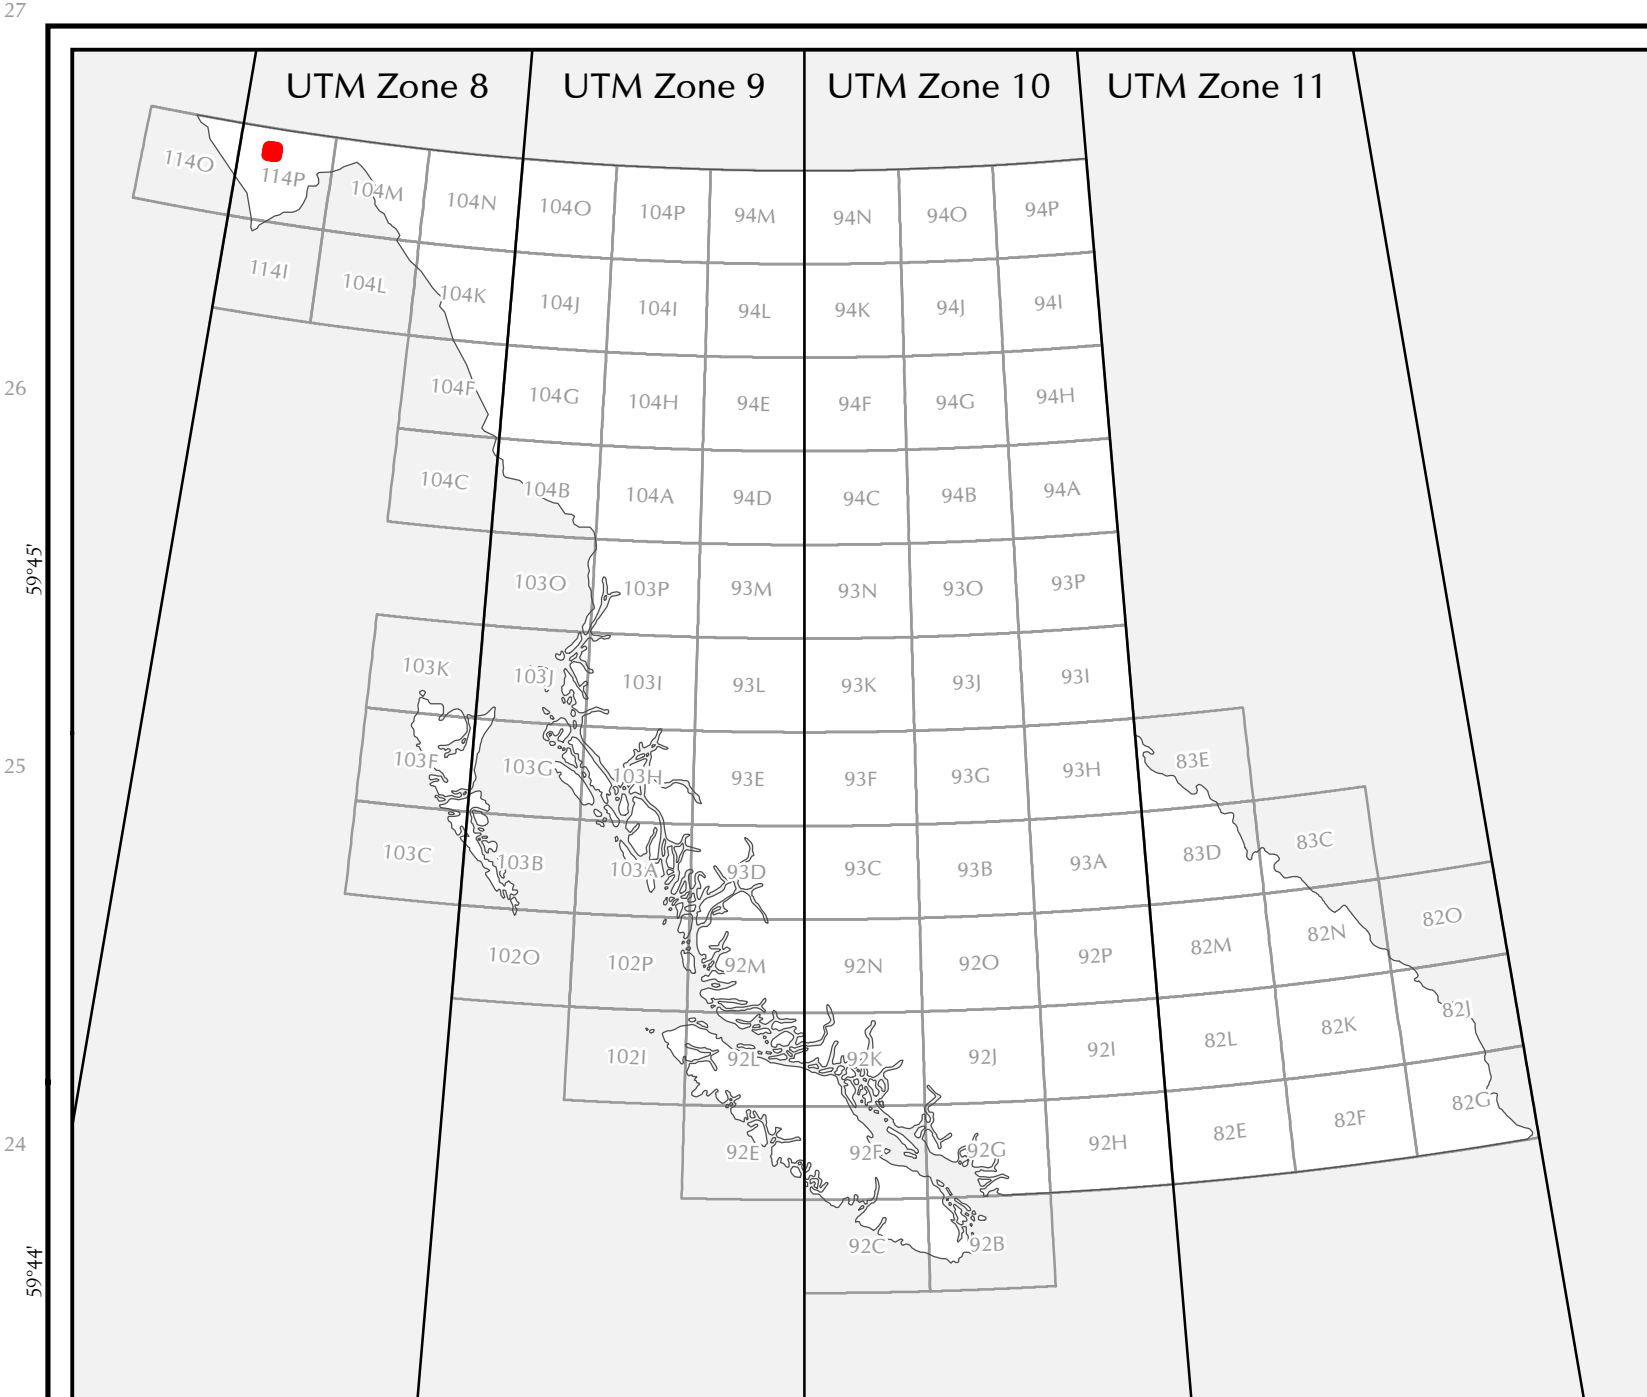 27
UTM Zone 8 UTM Zone 9 UTM Zone 10 UTM Zone 11
114O 114P 104M 104N 104O 104P 94M 94N 94O 94P
114I 104L 104K 104J 104I 94L 94K 94J 94I
26
104F 104G 104H 94E 94F 94G 94H
104C 104B 104A 94D 94C 94B 94A
59°45'
103O 103P 93M 93N 93O 93P
103K 103J 103I 93L 93K 93J 93I
25
103F 103G 103H 93E 93F 93G 93H 83E
103C 103B 103A 93D 93C 93B 93A 83D 83C
102O 102P 92M 92N 92O 92P 82M 82N 82O
102I 92L 92K 92J 92I 82L 82K 82J
24
92E 92F 92G 92H 82E 82F 82G
59°44'
92C 92B